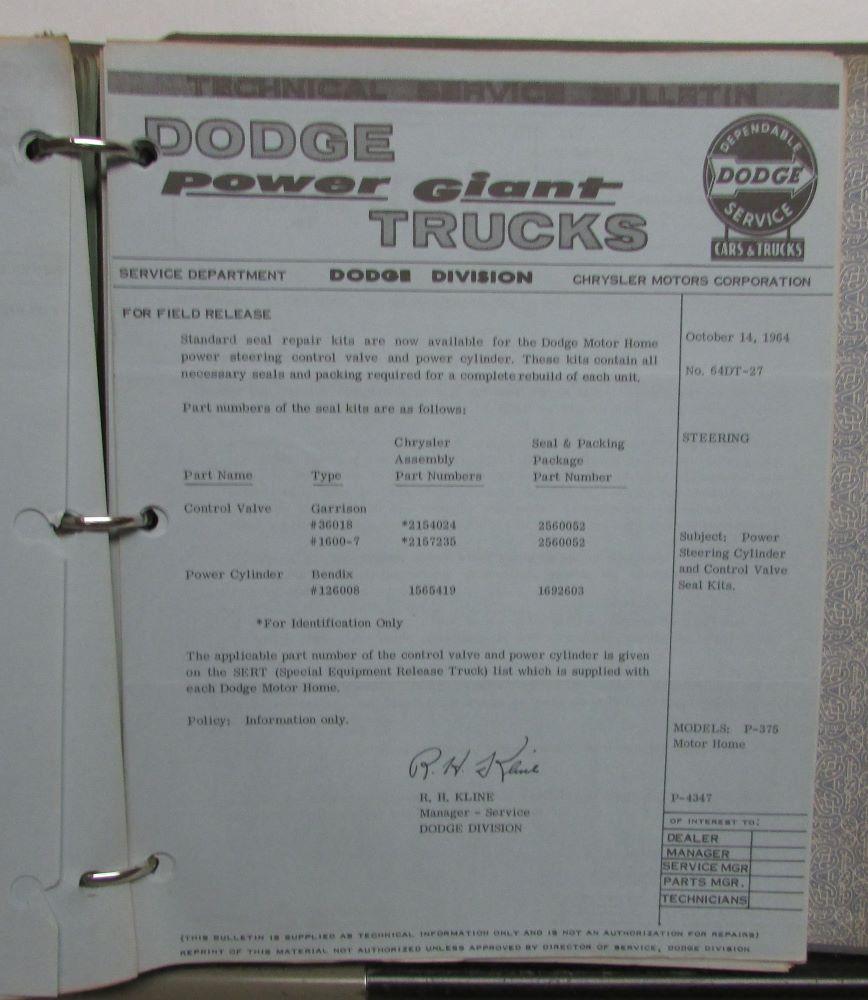 TECHNICAL SERVICE BULLETIN
DODGE
Power Giant
TRUCKS
DEPENDABLE
DODGE
SERVICE
CARS & TRUCKS
SERVICE DEPARTMENT DODGE DIVISION CHRYSLER MOTORS CORPORATION
FOR FIELD RELEASE
Standard seal repair kits are now available for the Dodge Motor Home
power steering control valve and power cylinder. These kits contain all
necessary seals and packing required for a complete rebuild of each unit.
Part numbers of the seal kits are as follows:
Chrysler Seal & Packing
Assembly Package
Part Name Type Part Numbers Part Number
Control Valve Garrison
#36018 *2154024 2560052
#1600-7 *2157235 2560052
Power Cylinder Bendix
#126008 1565419 1692603
*For Identification Only
The applicable part number of the control valve and power cylinder is given
on the SERT (Special Equipment Release Truck) list which is supplied with
each Dodge Motor Home.
Policy: Information only.
R. H. Kline
R. H. KLINE
Manager - Service
DODGE DIVISION
October 14, 1964
No. 64DT-27
STEERING
Subject: Power
Steering Cylinder
and Control Valve
Seal Kits.
MODELS: P-375
Motor Home
P-4347
OF INTEREST TO:
DEALER
MANAGER
SERVICE MGR
PARTS MGR.
TECHNICIANS
(THIS BULLETIN IS SUPPLIED AS TECHNICAL INFORMATION ONLY AND IS NOT AN AUTHORIZATION FOR REPAIRS)
REPRINT OF THIS MATERIAL NOT AUTHORIZED UNLESS APPROVED BY DIRECTOR OF SERVICE, DODGE DIVISION